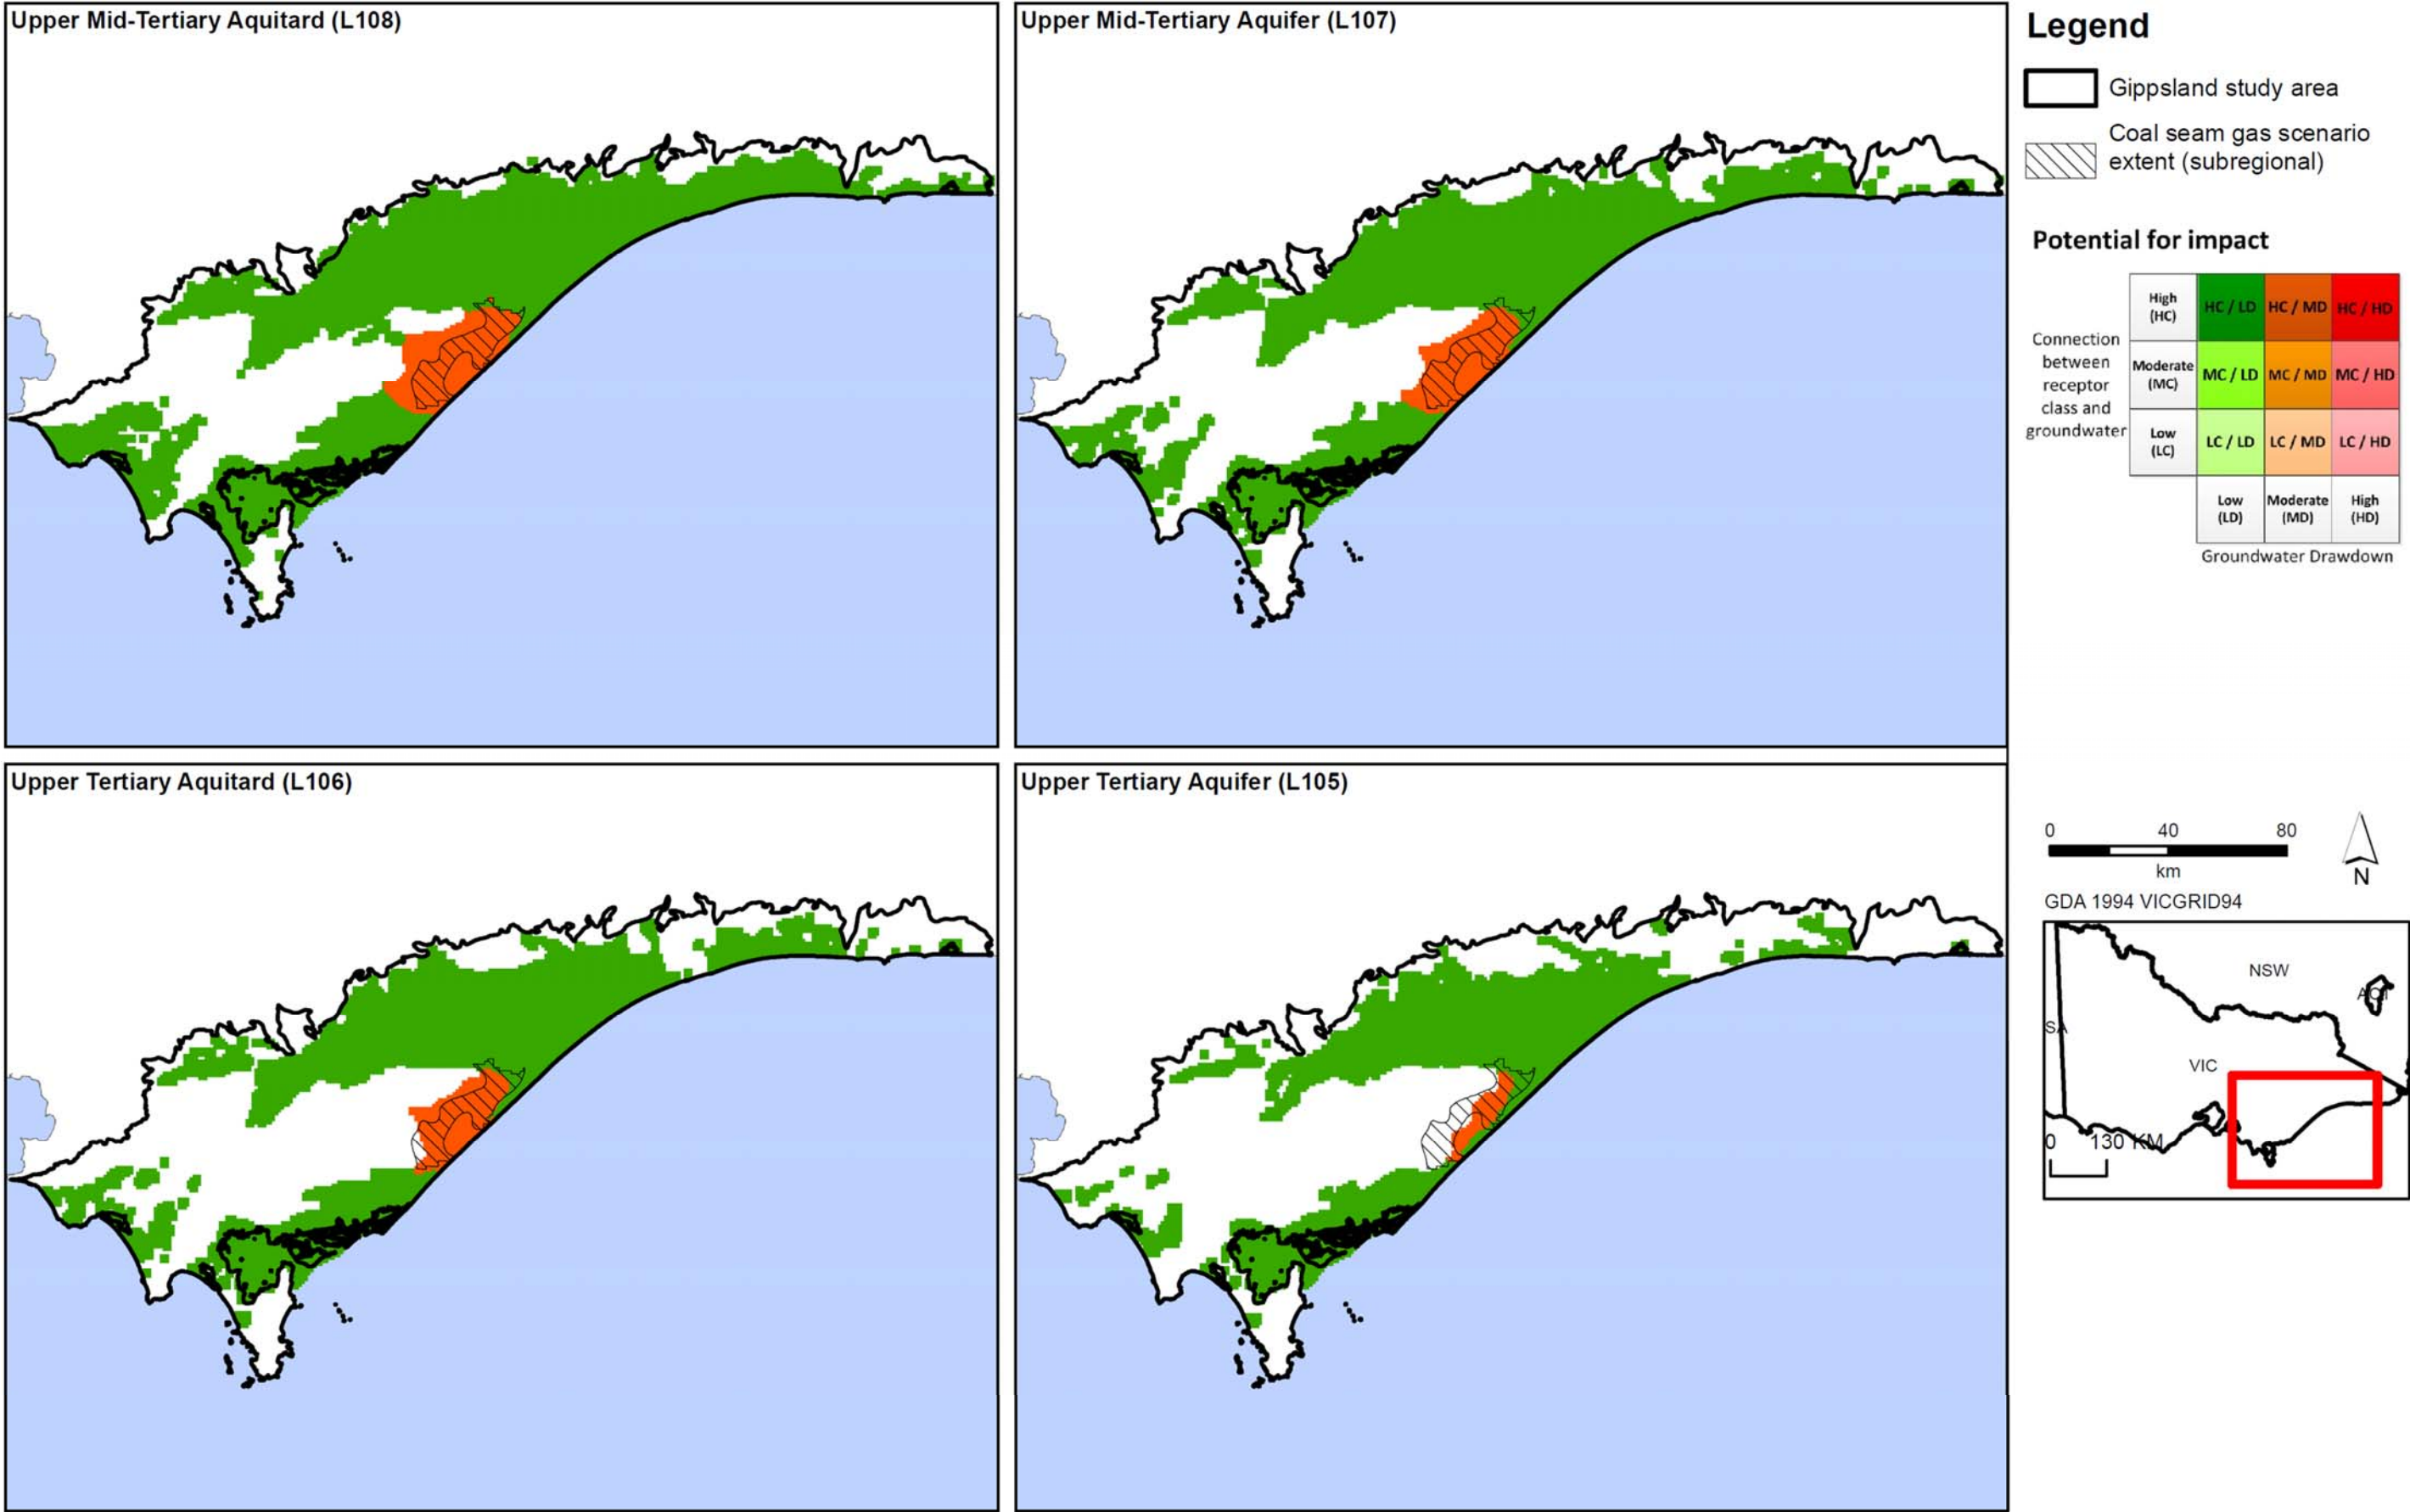 Upper Mid-Tertiary Aquitard (L108)
Upper Mid-Tertiary Aquifer (L107)
Upper Tertiary Aquitard (L106)
Upper Tertiary Aquifer (L105)
Legend
Gippsland study area
Coal seam gas scenario
extent (subregional)
Potential for impact
Connection
between
receptor
class and
groundwater
High
(HC)
HC / LD
HC / MD
HC / HD
Moderate
(MC)
MC / LD
MC / MD
MC / HD
Low
(LC)
LC / LD
LC / MD
LC / HD
Low
(LD)
Moderate
(MD)
High
(HD)
Groundwater Drawdown
0 40 80
km
N
GDA 1994 VICGRID94
NSW
ACT
SA
VIC
0 130 KM